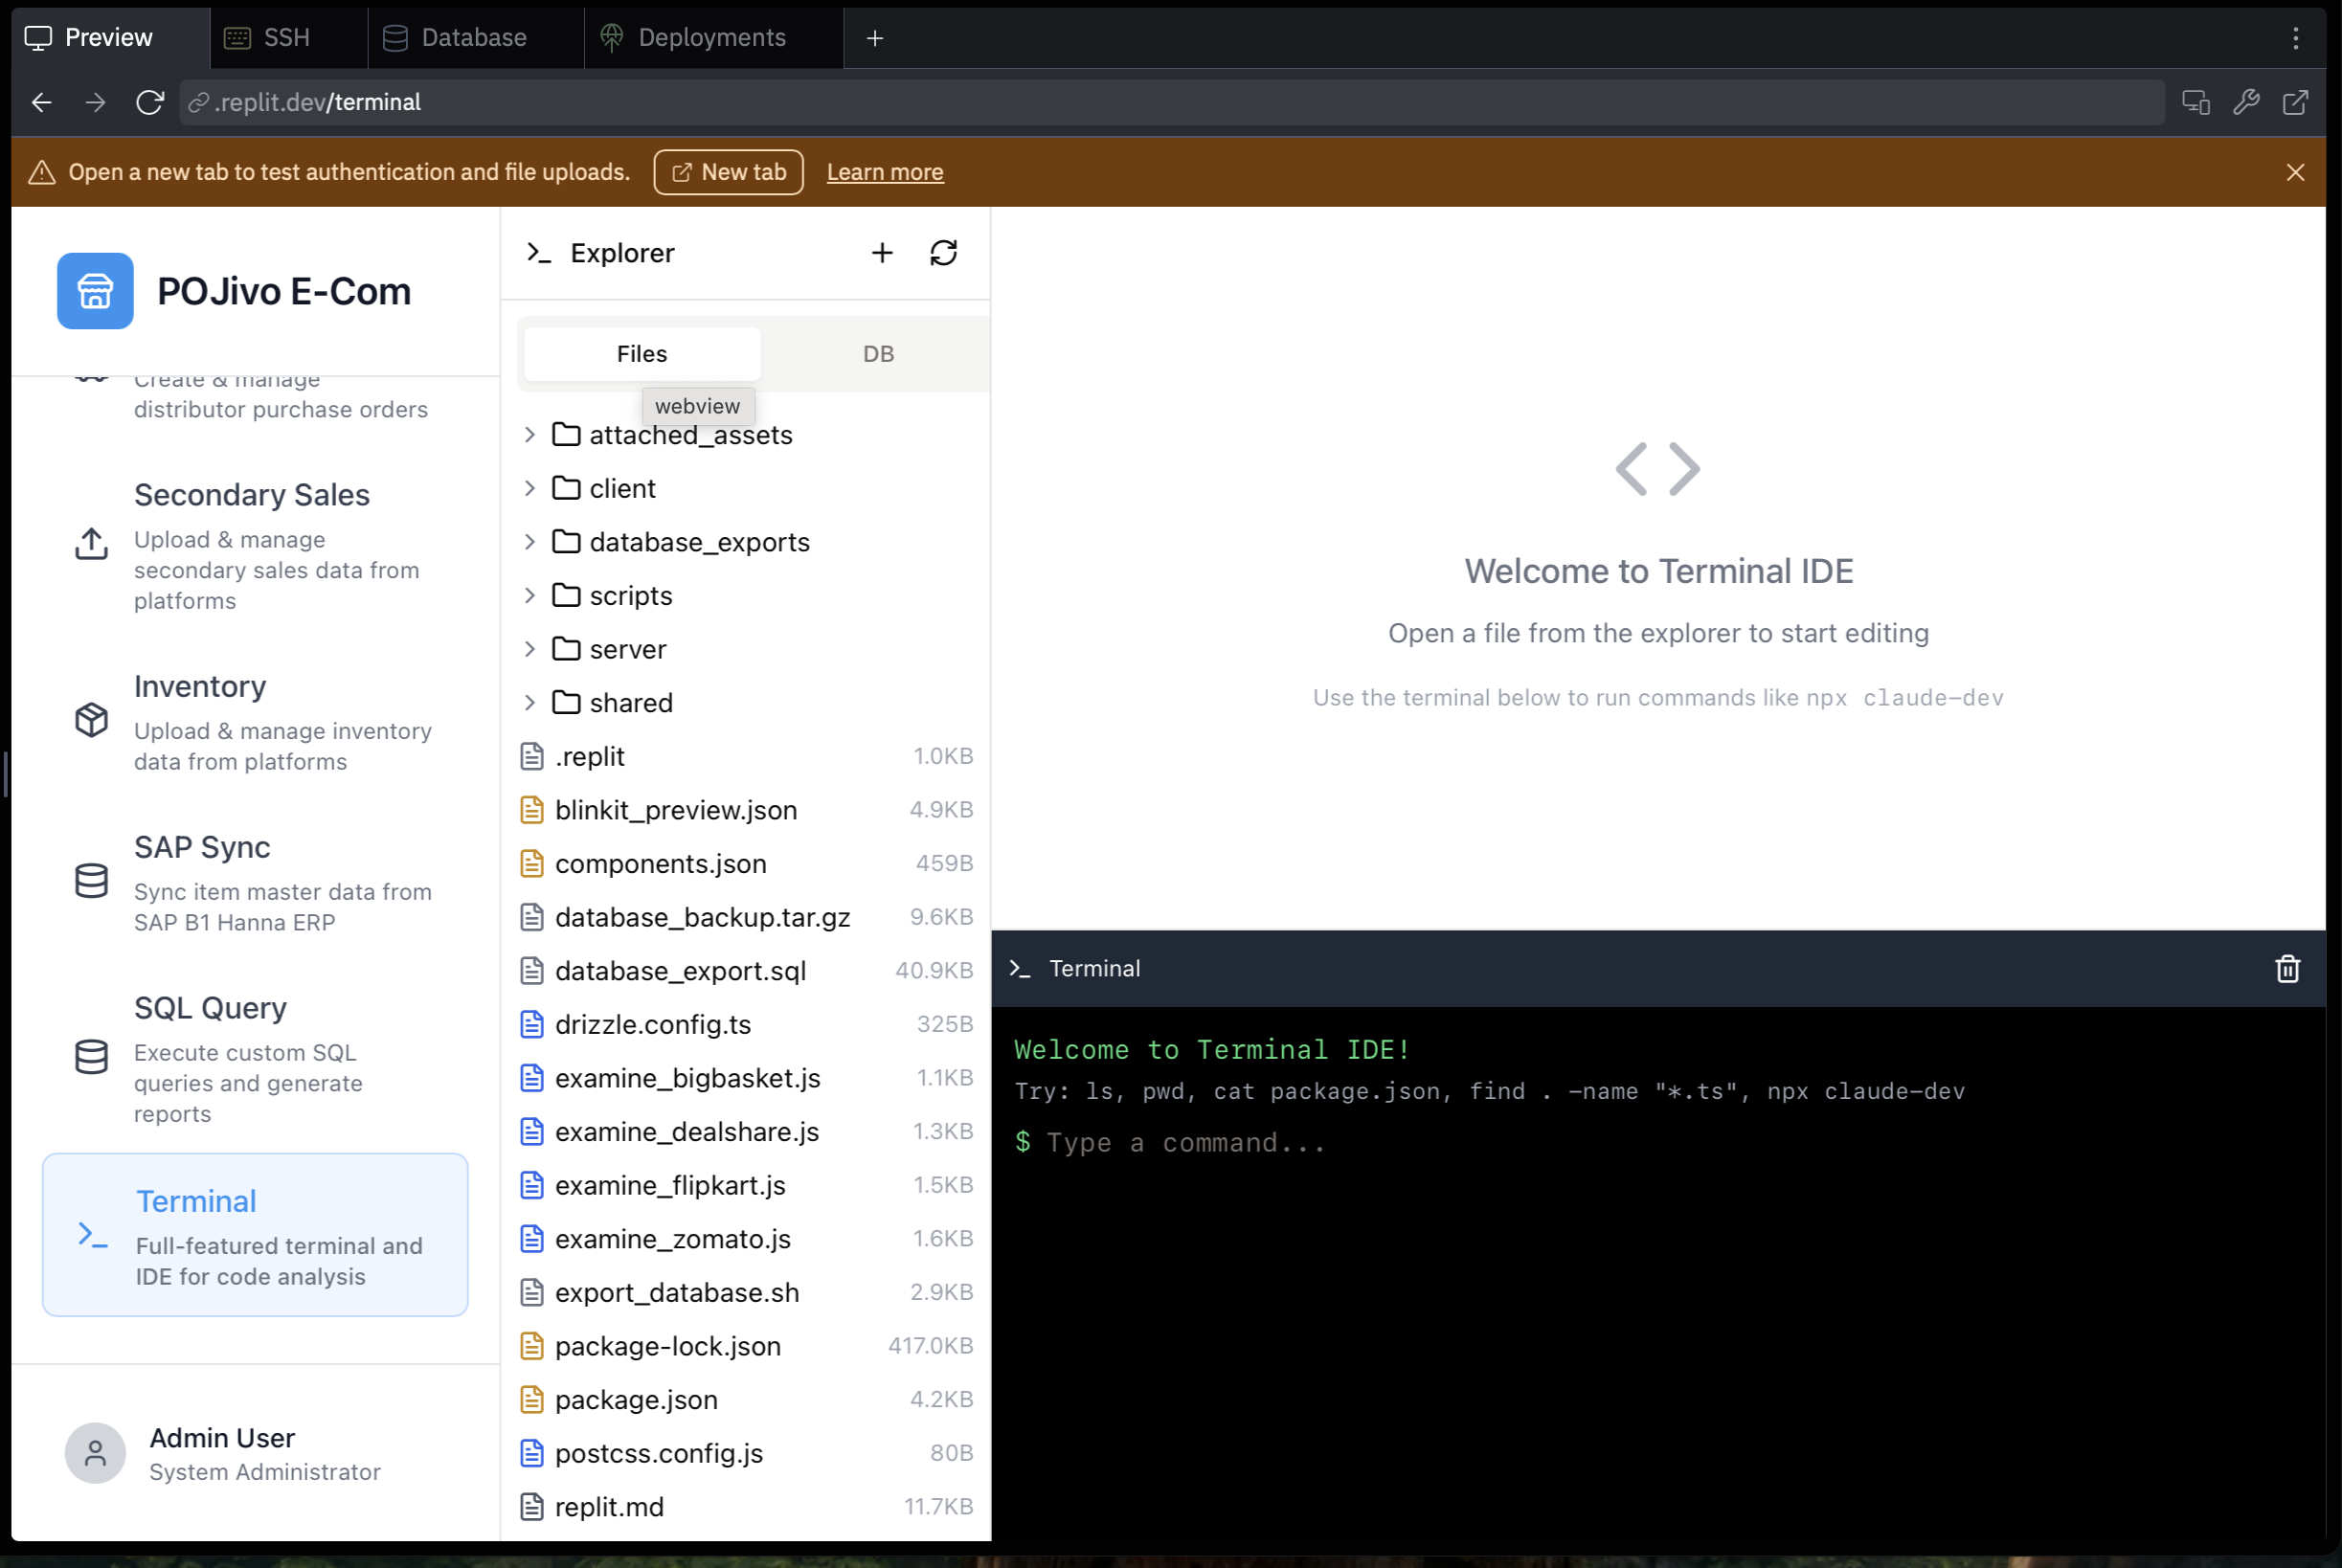 Preview
SSH
Database
Deployments
.replit.dev/terminal
Open a new tab to test authentication and file uploads.
New tab
Learn more
POJivo E-Com
Create & manage
distributor purchase orders
Secondary Sales
Upload & manage
secondary sales data from
platforms
Inventory
Upload & manage inventory
data from platforms
SAP Sync
Sync item master data from
SAP B1 Hanna ERP
SQL Query
Execute custom SQL
queries and generate
reports
Terminal
Full-featured terminal and
IDE for code analysis
Admin User
System Administrator
Explorer
Files
DB
webview
attached_assets
client
database_exports
scripts
server
shared
.replit 1.0KB
blinkit_preview.json 4.9KB
components.json 459B
database_backup.tar.gz 9.6KB
database_export.sql 40.9KB
drizzle.config.ts 325B
examine_bigbasket.js 1.1KB
examine_dealshare.js 1.3KB
examine_flipkart.js 1.5KB
examine_zomato.js 1.6KB
export_database.sh 2.9KB
package-lock.json 417.0KB
package.json 4.2KB
postcss.config.js 80B
replit.md 11.7KB
Welcome to Terminal IDE
Open a file from the explorer to start editing
Use the terminal below to run commands like npx claude-dev
Terminal
Welcome to Terminal IDE!
Try: ls, pwd, cat package.json, find . -name "*.ts", npx claude-dev
$ Type a command...